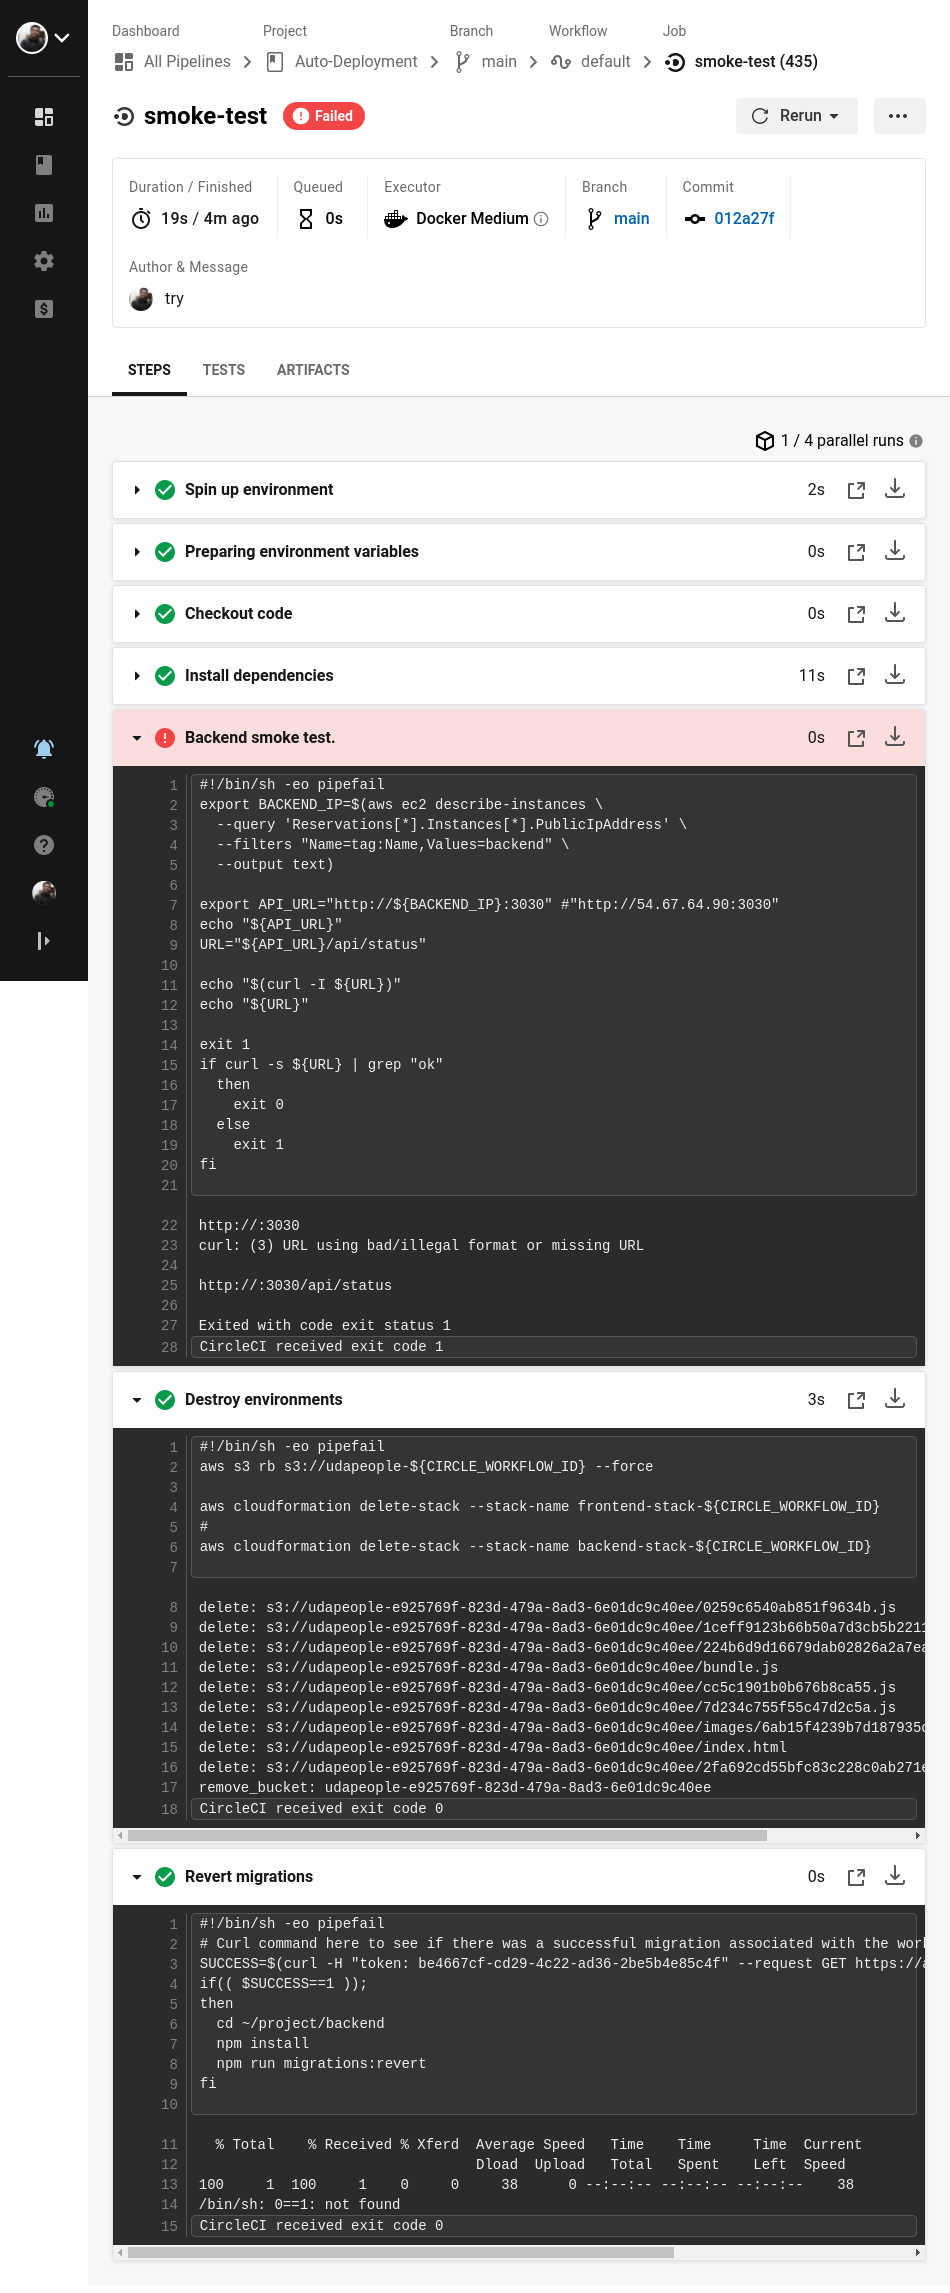 Dashboard Project Branch Workflow Job
All Pipelines Auto-Deployment main default smoke-test (435)
smoke-test Failed Rerun
Duration / Finished Queued Executor Branch Commit
19s / 4m ago 0s Docker Medium main 012a27f
Author & Message
try
STEPS TESTS ARTIFACTS
1 / 4 parallel runs
Spin up environment 2s
Preparing environment variables 0s
Checkout code 0s
Install dependencies 11s
Backend smoke test. 0s
1 #!/bin/sh -eo pipefail
2 export BACKEND_IP=$(aws ec2 describe-instances \
3   --query 'Reservations[*].Instances[*].PublicIpAddress' \
4   --filters "Name=tag:Name,Values=backend" \
5   --output text)
6
7 export API_URL="http://${BACKEND_IP}:3030" #"http://54.67.64.90:3030"
8 echo "${API_URL}"
9 URL="${API_URL}/api/status"
10
11 echo "$(curl -I ${URL})"
12 echo "${URL}"
13
14 exit 1
15 if curl -s ${URL} | grep "ok"
16   then
17     exit 0
18   else
19     exit 1
20 fi
21
22 http://:3030
23 curl: (3) URL using bad/illegal format or missing URL
24
25 http://:3030/api/status
26
27 Exited with code exit status 1
28 CircleCI received exit code 1
Destroy environments 3s
1 #!/bin/sh -eo pipefail
2 aws s3 rb s3://udapeople-${CIRCLE_WORKFLOW_ID} --force
3
4 aws cloudformation delete-stack --stack-name frontend-stack-${CIRCLE_WORKFLOW_ID}
5 #
6 aws cloudformation delete-stack --stack-name backend-stack-${CIRCLE_WORKFLOW_ID}
7
8 delete: s3://udapeople-e925769f-823d-479a-8ad3-6e01dc9c40ee/0259c6540ab851f9634b.js
9 delete: s3://udapeople-e925769f-823d-479a-8ad3-6e01dc9c40ee/1ceff9123b66b50a7d3cb5b2211
10 delete: s3://udapeople-e925769f-823d-479a-8ad3-6e01dc9c40ee/224b6d9d16679dab02826a2a7ea
11 delete: s3://udapeople-e925769f-823d-479a-8ad3-6e01dc9c40ee/bundle.js
12 delete: s3://udapeople-e925769f-823d-479a-8ad3-6e01dc9c40ee/cc5c1901b0b676b8ca55.js
13 delete: s3://udapeople-e925769f-823d-479a-8ad3-6e01dc9c40ee/7d234c755f55c47d2c5a.js
14 delete: s3://udapeople-e925769f-823d-479a-8ad3-6e01dc9c40ee/images/6ab15f4239b7d187935c
15 delete: s3://udapeople-e925769f-823d-479a-8ad3-6e01dc9c40ee/index.html
16 delete: s3://udapeople-e925769f-823d-479a-8ad3-6e01dc9c40ee/2fa692cd55bfc83c228c0ab271e
17 remove_bucket: udapeople-e925769f-823d-479a-8ad3-6e01dc9c40ee
18 CircleCI received exit code 0
Revert migrations 0s
1 #!/bin/sh -eo pipefail
2 # Curl command here to see if there was a successful migration associated with the work
3 SUCCESS=$(curl -H "token: be4667cf-cd29-4c22-ad36-2be5b4e85c4f" --request GET https://a
4 if(( $SUCCESS==1 ));
5 then
6   cd ~/project/backend
7   npm install
8   npm run migrations:revert
9 fi
10
11   % Total    % Received % Xferd  Average Speed   Time    Time     Time  Current
12                                  Dload  Upload   Total   Spent    Left  Speed
13 100     1  100     1    0     0     38      0 --:--:-- --:--:-- --:--:--    38
14 /bin/sh: 0==1: not found
15 CircleCI received exit code 0